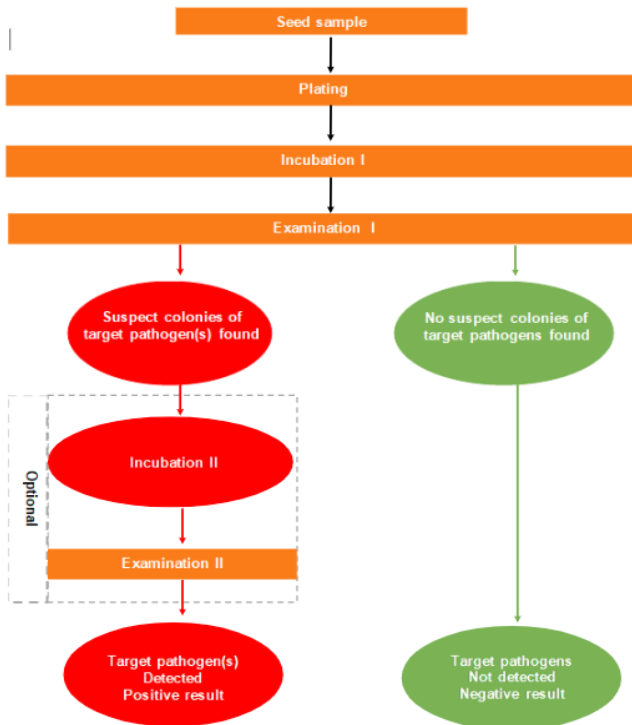 Seed sample
Plating
Incubation I
Examination I
Suspect colonies of
target pathogen(s) found
No suspect colonies of
target pathogens found
Optional
Incubation II
Examination II
Target pathogen(s)
Detected
Positive result
Target pathogens
Not detected
Negative result